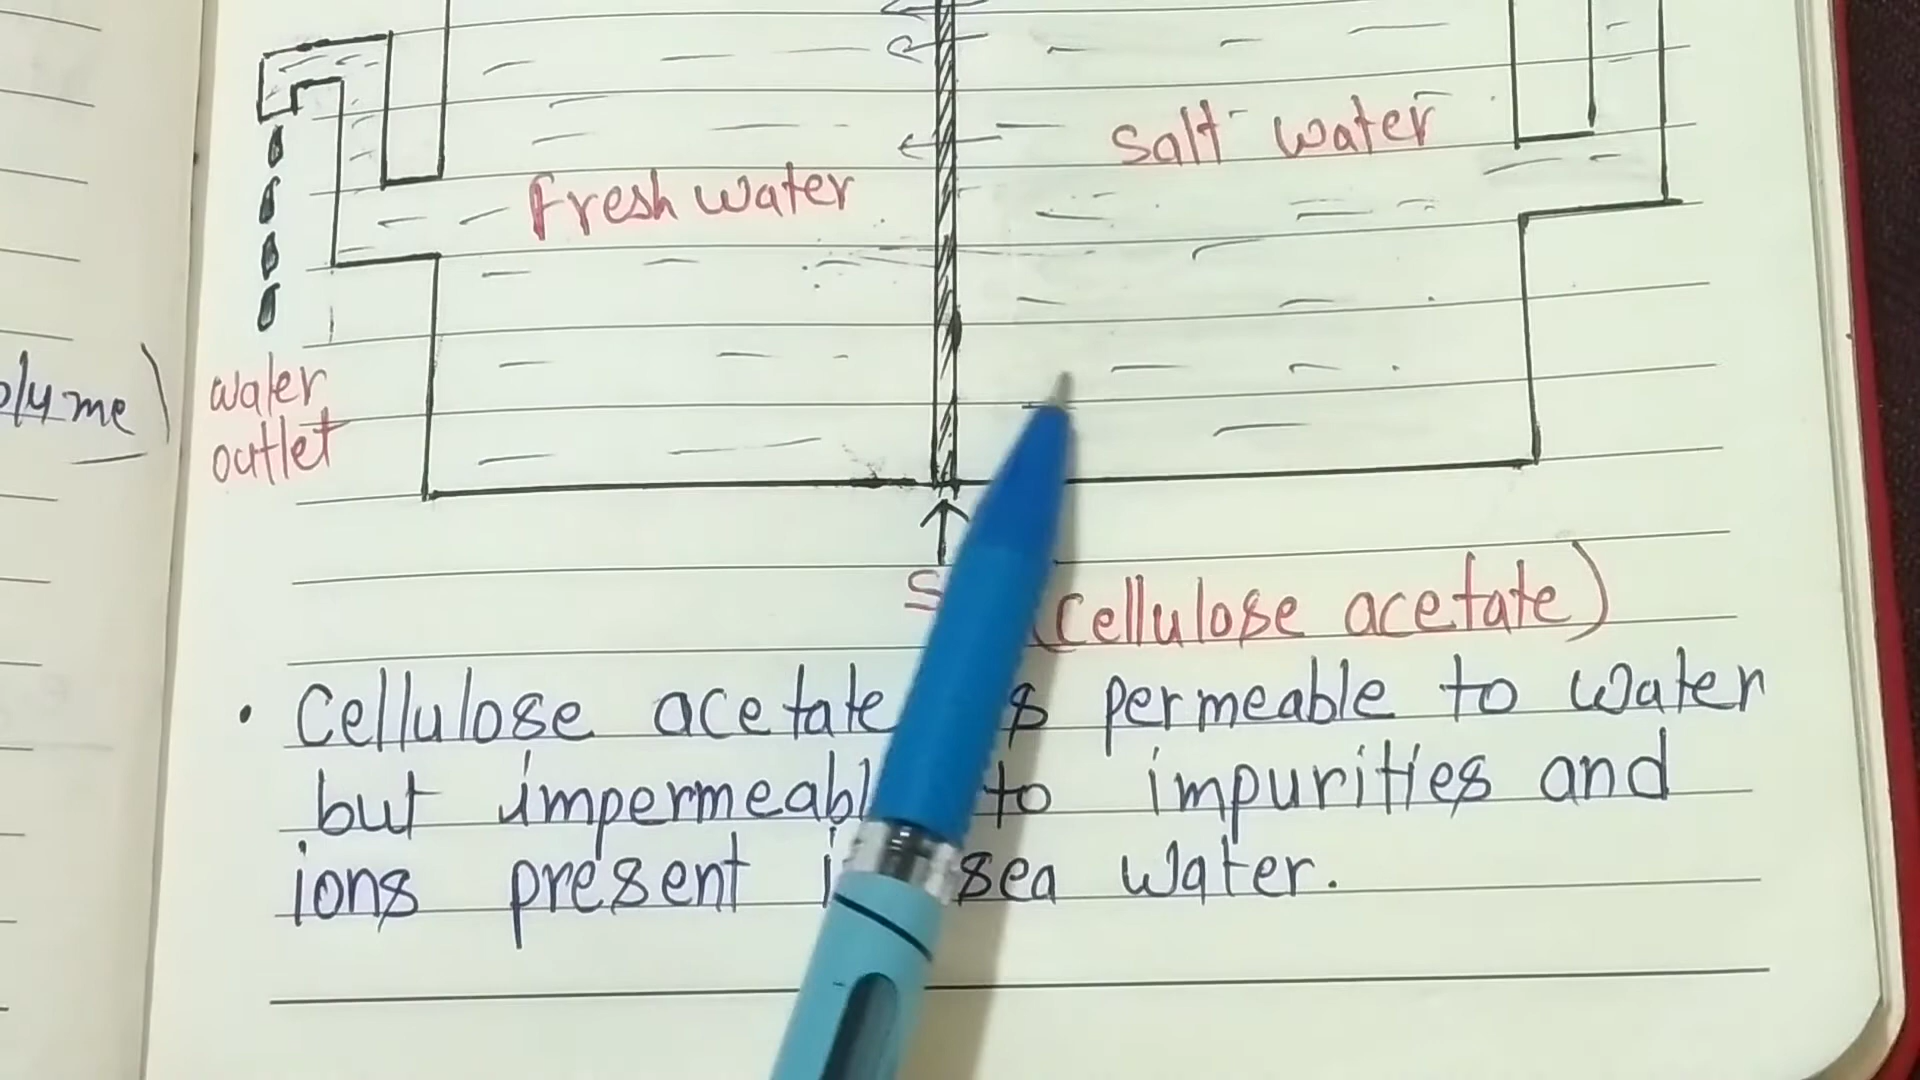 Salt water
Fresh water
water
outlet
(cellulose acetate)
• Cellulose acetate permeable to water
but impermeable to impurities and
ions present sea water.